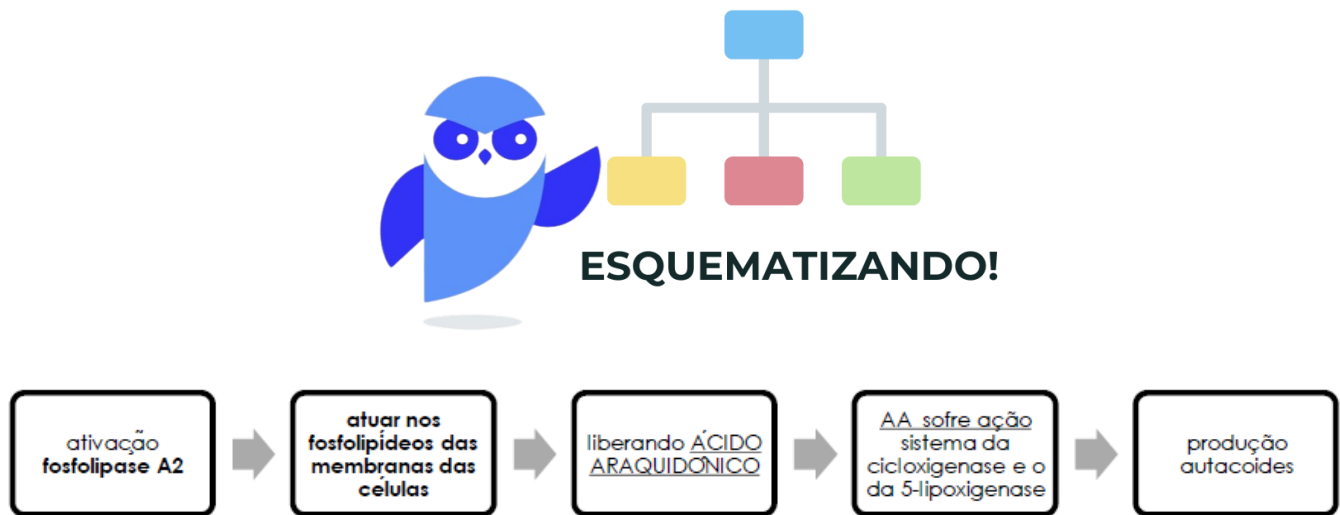 ESQUEMATIZANDO!
ativação
fosfolipase A2
atuar nos
fosfolipídeos das
membranas das
células
liberando ÁCIDO
ARAQUIDÔNICO
AA sofre ação
sistema da
cicloxigenase e o
da 5-lipoxigenase
produção
autacoides